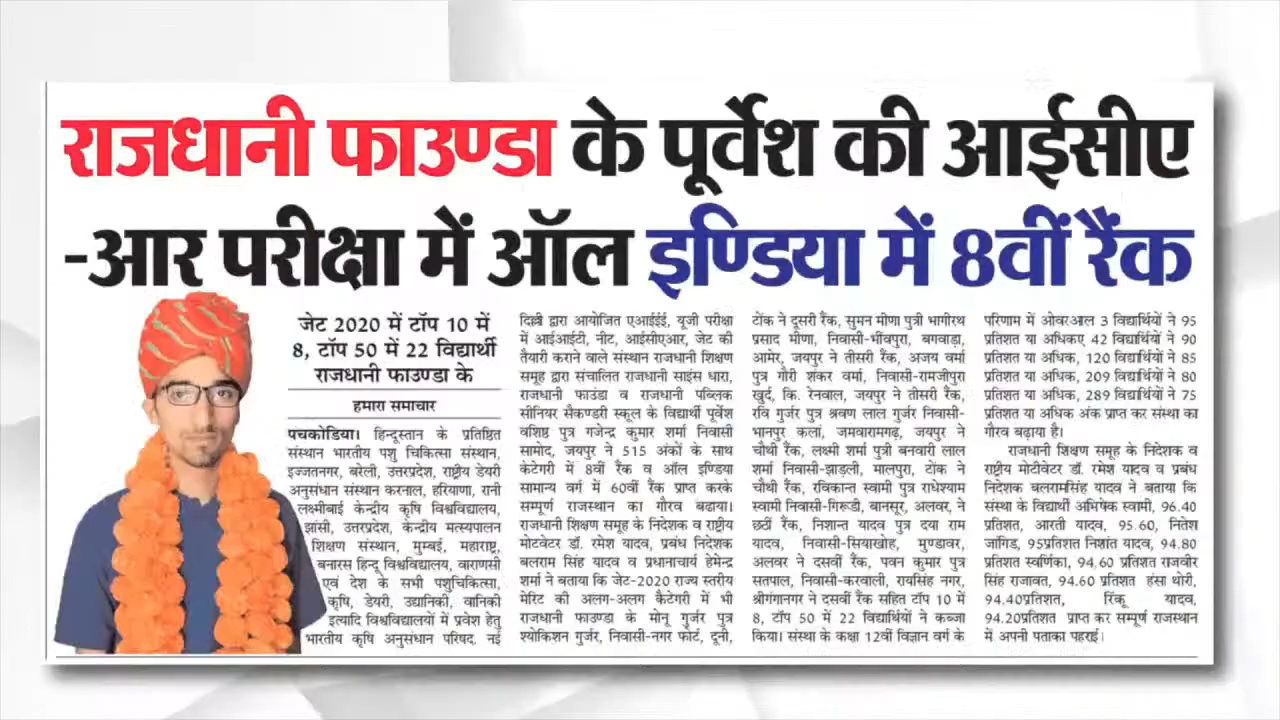 राजधानी फाउण्डा के पूर्वेश की आईसीए
-आर परीक्षा में ऑल इण्डिया में 8वीं रैंक
जेट 2020 में टॉप 10 में
8, टॉप 50 में 22 विद्यार्थी
राजधानी फाउण्डा के
हमारा समाचार
पचकोडिया। हिन्दूस्तान के प्रतिष्ठित
संस्थान भारतीय पशु चिकित्सा संस्थान,
इज्जतनगर, बरेली, उत्तरप्रदेश, राष्ट्रीय डेयरी
अनुसंधान संस्थान करनाल, हरियाणा, रानी
लक्ष्मीबाई केन्द्रीय कृषि विश्वविद्यालय,
झांसी, उत्तरप्रदेश, केन्द्रीय मत्स्यपालन
शिक्षण संस्थान, मुम्बई, महाराष्ट्र,
बनारस हिन्दू विश्वविद्यालय, वाराणसी
एवं देश के सभी पशुचिकित्सा,
कृषि, डेयरी, उद्यानिकी, वानिकी
इत्यादि विश्वविद्यालयों में प्रवेश हेतु
भारतीय कृषि अनुसंधान परिषद, नई
दिल्ली द्वारा आयोजित एआईईई, यूजी परीक्षा
में आईआईटी, नीट, आईसीएआर, जेट की
तैयारी कराने वाले संस्थान राजधानी शिक्षण
समूह द्वारा संचालित राजधानी साइंस धारा,
राजधानी फाउंडा व राजधानी पब्लिक
सीनियर सैकण्डरी स्कूल के विद्यार्थी पूर्वेश
वशिष्ठ पुत्र गजेन्द्र कुमार शर्मा निवासी
सामोद, जयपुर ने 515 अंकों के साथ
केटेगरी में 8वीं रैंक व ऑल इण्डिया
सामान्य वर्ग में 60वीं रैंक प्राप्त करके
सम्पूर्ण राजस्थान का गौरव बढाया।
राजधानी शिक्षण समूह के निदेशक व राष्ट्रीय
मोटवेटर डॉ. रमेश यादव, प्रबंध निदेशक
बलराम सिंह यादव व प्रधानाचार्य हेमेन्द्र
शर्मा ने बताया कि जेट-2020 राज्य स्तरीय
मेरिट की अलग-अलग कैटेगरी में भी
राजधानी फाउण्डा के मोनू गुर्जर पुत्र
श्योकिशन गुर्जर, निवासी-नगर फोर्ट, दूनी,
टोंक ने दूसरी रैंक, सुमन मीणा पुत्री भागीरथ
प्रसाद मीणा, निवासी-भींवपुरा, बगवाड़ा,
आमेर, जयपुर ने तीसरी रैंक, अजय वर्मा
पुत्र गौरी शंकर वर्मा, निवासी-रामजीपुरा
खुर्द, कि. रेनवाल, जयपुर ने तीसरी रैंक,
रवि गुर्जर पुत्र श्रवण लाल गुर्जर निवासी-
भानपुर कलां, जमवारामगढ़, जयपुर ने
चौथी रैंक, लक्ष्मी शर्मा पुत्री बनवारी लाल
शर्मा निवासी-झाड़ली, मालपुरा, टोंक ने
चौथी रैंक, रविकान्त स्वामी पुत्र राधेश्याम
स्वामी निवासी-गिरूडी, बानसूर, अलवर, ने
छठीं रैंक, निशान्त यादव पुत्र दया राम
यादव, निवासी-सियाखोह, मुण्डावर,
अलवर ने दसवीं रैंक, पवन कुमार पुत्र
सतपाल, निवासी-करवाली, रायसिंह नगर,
श्रीगंगानगर ने दसवीं रैंक सहित टॉप 10 में
8, टॉप 50 में 22 विद्यार्थियों ने कब्जा
किया। संस्था के कक्षा 12वीं विज्ञान वर्ग के
परिणाम में ओवरआल 3 विद्यार्थियों ने 95
प्रतिशत या अधिकए 42 विद्यार्थियों ने 90
प्रतिशत या अधिक, 120 विद्यार्थियों ने 85
प्रतिशत या अधिक, 209 विद्यार्थियों ने 80
प्रतिशत या अधिक, 289 विद्यार्थियों ने 75
प्रतिशत या अधिक अंक प्राप्त कर संस्था का
गौरव बढ़ाया है।
राजधानी शिक्षण समूह के निदेशक व
राष्ट्रीय मोटीवेटर डॉ. रमेश यादव व प्रबंध
निदेशक बलरामसिंह यादव ने बताया कि
संस्था के विद्यार्थी अभिषेक स्वामी, 96.40
प्रतिशत, आरती यादव, 95.60, नितेश
जांगिड, 95प्रतिशत निशांत यादव, 94.80
प्रतिशत स्वर्णिका, 94.60 प्रतिशत राजवीर
सिंह राजावत, 94.60 प्रतिशत हंसा थोरी,
94.40प्रतिशत, रिंकू यादव,
94.20प्रतिशत प्राप्त कर सम्पूर्ण राजस्थान
में अपनी पताका पहराई।